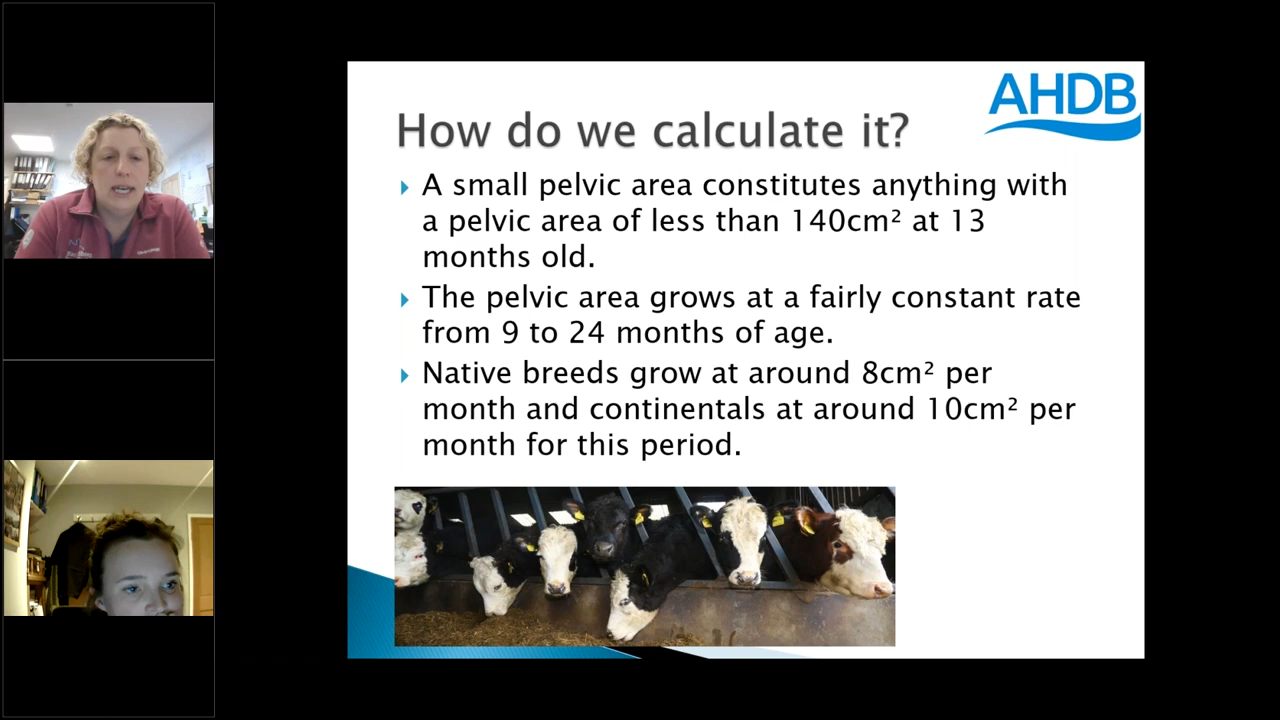 AHDB
How do we calculate it?
A small pelvic area constitutes anything with
a pelvic area of less than 140cm² at 13
months old.
The pelvic area grows at a fairly constant rate
from 9 to 24 months of age.
Native breeds grow at around 8cm² per
month and continentals at around 10cm² per
month for this period.